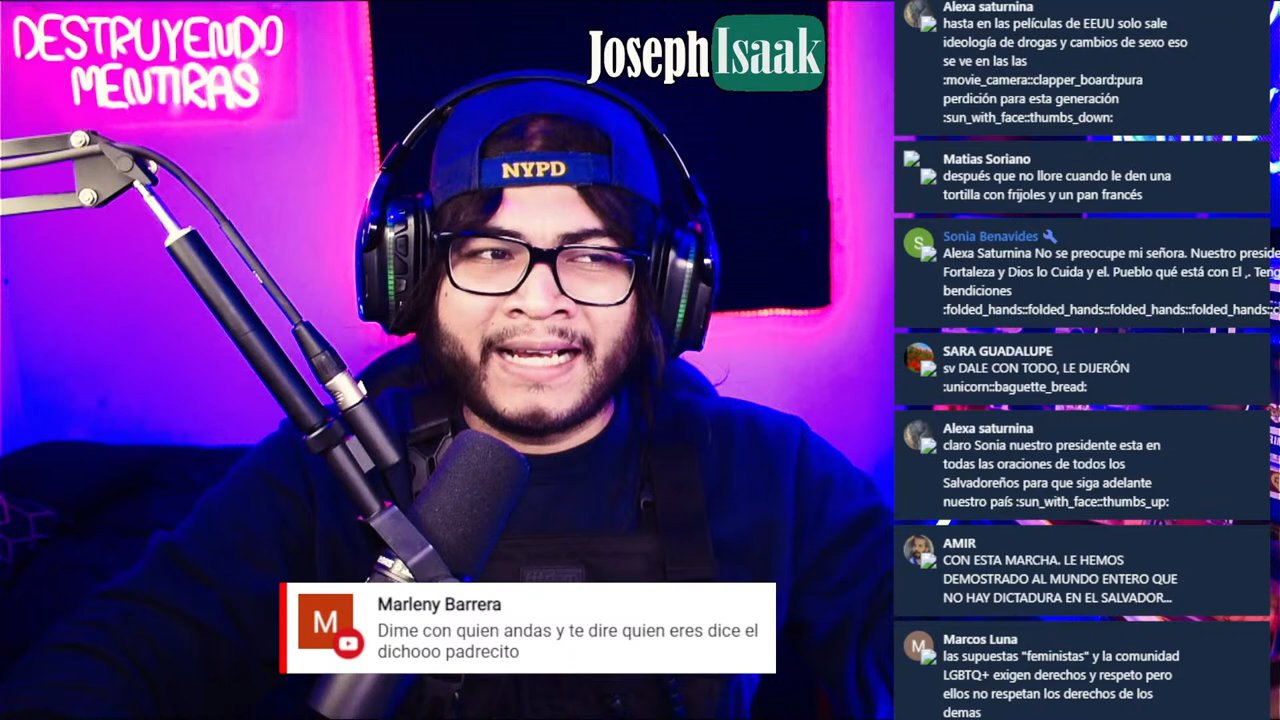 DESTRUYENDO
MENTIRAS
Joseph Isaak
NYPD
M
Marleny Barrera
Dime con quien andas y te dire quien eres dice el
dichooo padrecito
Alexa saturnina
hasta en las películas de EEUU solo sale
ideología de drogas y cambios de sexo eso
se ve en las las
:movie_camera::clapper_board:pura
perdición para esta generación
:sun_with_face::thumbs_down:
Matias Soriano
después que no llore cuando le den una
tortilla con frijoles y un pan francés
S
Sonia Benavides
Alexa Saturnina No se preocupe mi señora. Nuestro preside
Fortaleza y Dios lo Cuida y el. Pueblo qué está con El ,. Teng
bendiciones
:folded_hands::folded_hands::folded_hands::folded_hands:
SARA GUADALUPE
sv DALE CON TODO, LE DIJERÓN
:unicorn::baguette_bread:
Alexa saturnina
claro Sonia nuestro presidente esta en
todas las oraciones de todos los
Salvadoreños para que siga adelante
nuestro país :sun_with_face::thumbs_up:
AMIR
CON ESTA MARCHA. LE HEMOS
DEMOSTRADO AL MUNDO ENTERO QUE
NO HAY DICTADURA EN EL SALVADOR...
M
Marcos Luna
las supuestas "feministas" y la comunidad
LGBTQ+ exigen derechos y respeto pero
ellos no respetan los derechos de los
demas